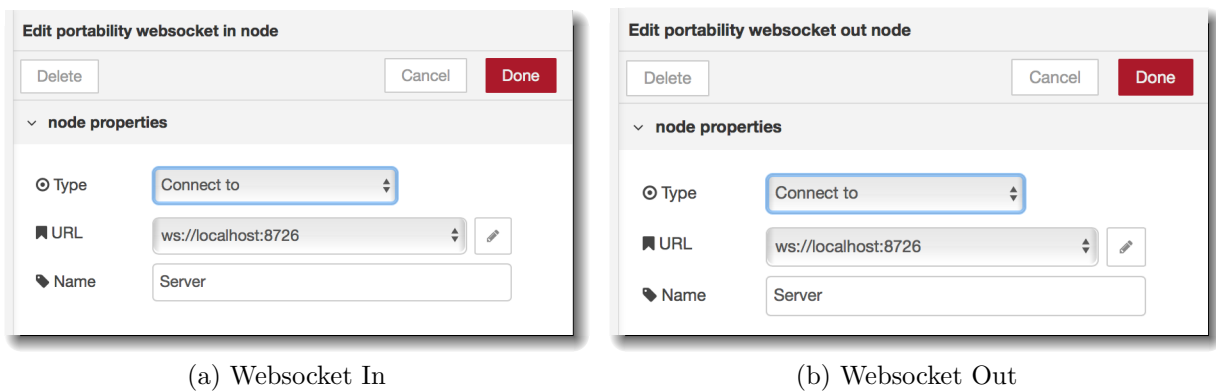 Edit portability websocket in node
Delete Cancel Done
node properties
Type Connect to
URL ws://localhost:8726
Name Server
(a) Websocket In
Edit portability websocket out node
Delete Cancel Done
node properties
Type Connect to
URL ws://localhost:8726
Name Server
(b) Websocket Out